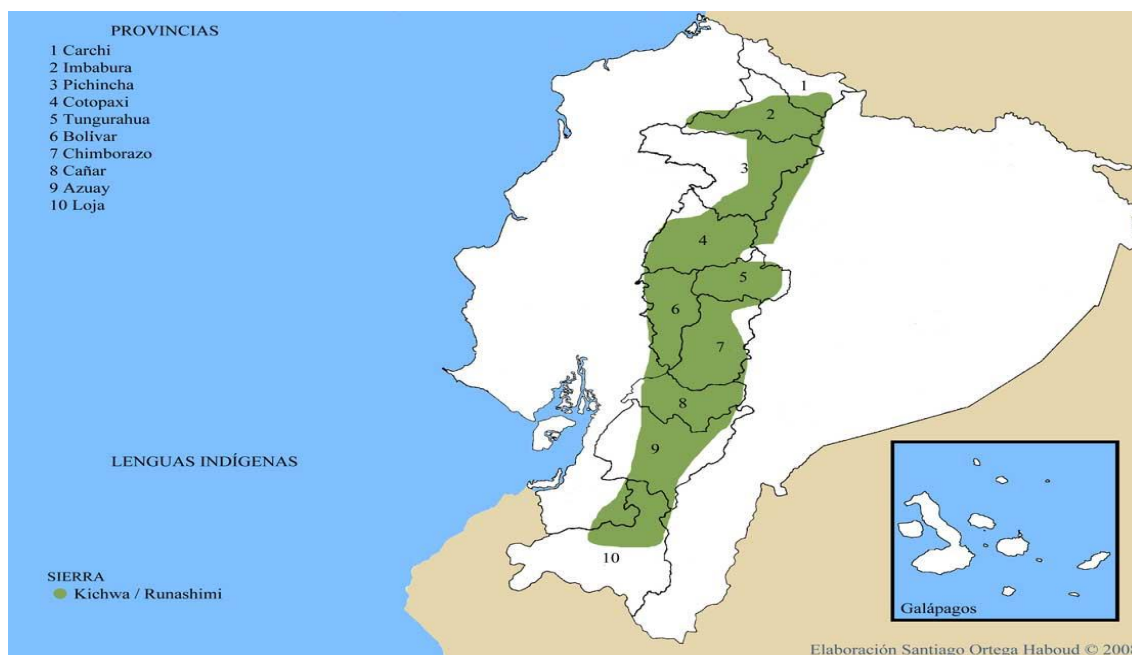 PROVINCIAS
1 Carchi
2 Imbabura
3 Pichincha
4 Cotopaxi
5 Tungurahua
6 Bolívar
7 Chimborazo
8 Cañar
9 Azuay
10 Loja
1
2
3
4
5
6
7
8
9
10
LENGUAS INDÍGENAS
SIERRA
Kichwa / Runashimi
Galápagos
Elaboración Santiago Ortega Haboud © 2008